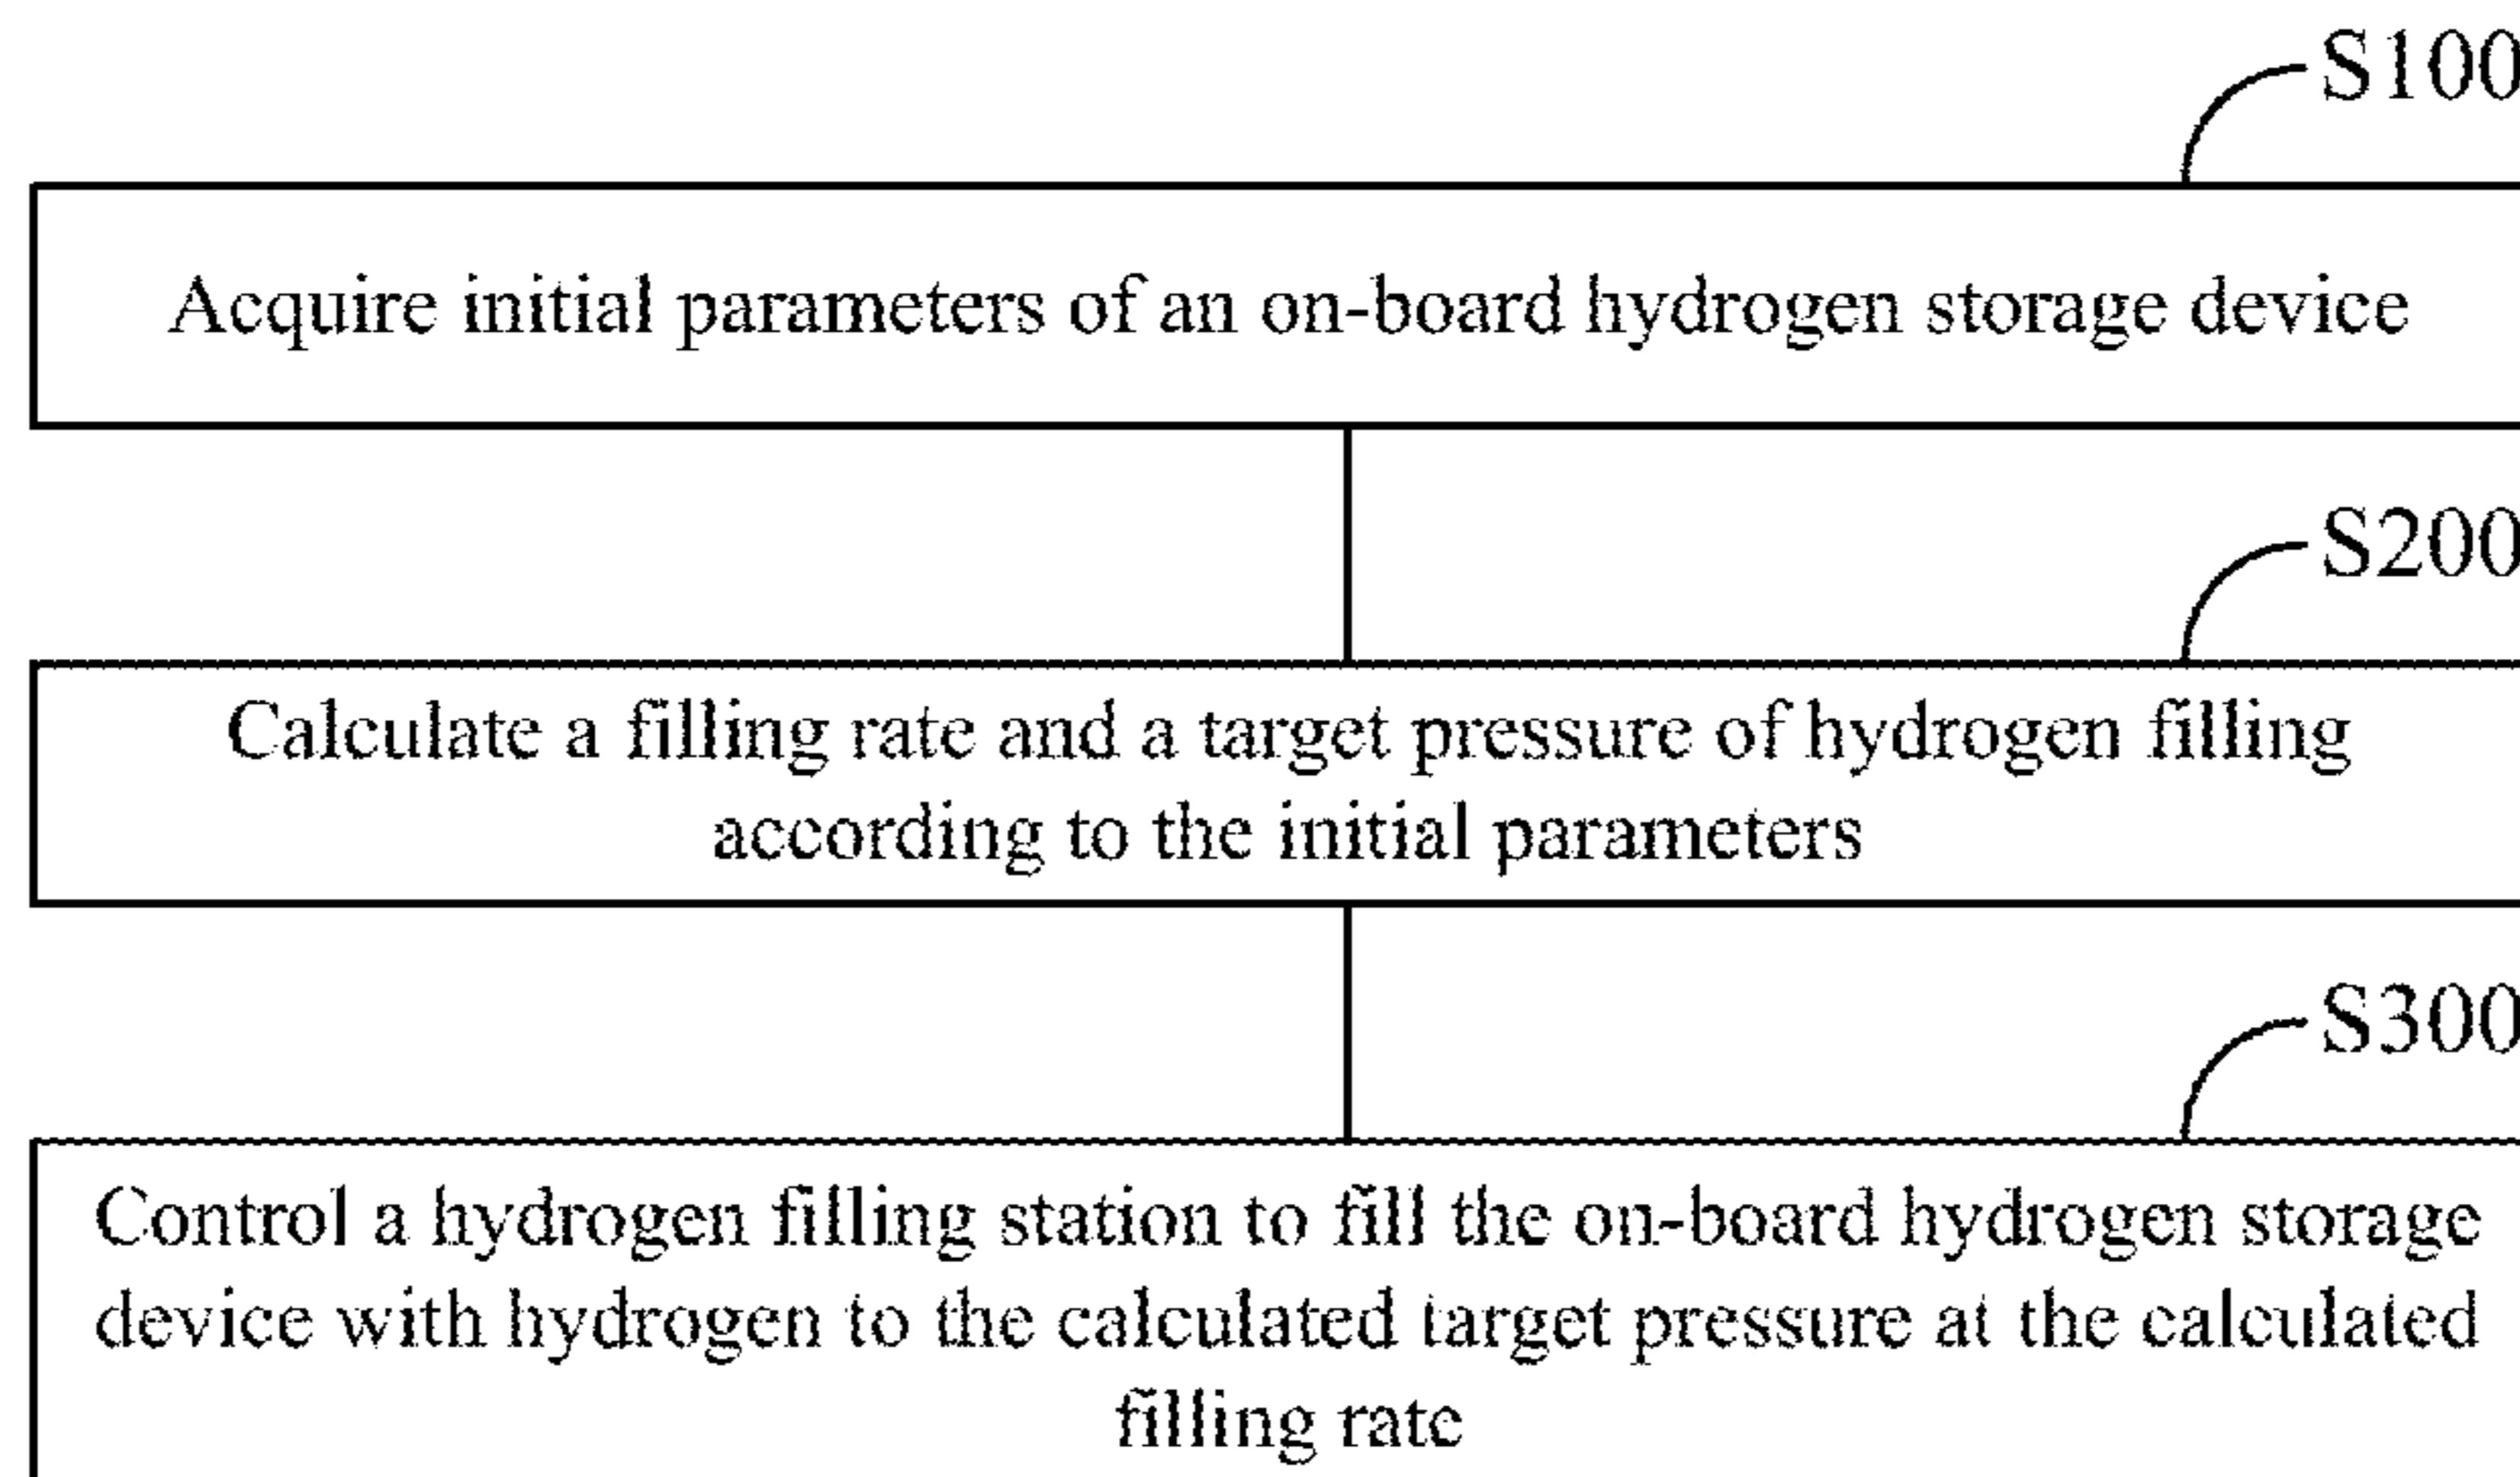 S100
Acquire initial parameters of an on-board hydrogen storage device
S200
Calculate a filling rate and a target pressure of hydrogen filling
according to the initial parameters
S300
Control a hydrogen filling station to fill the on-board hydrogen storage
device with hydrogen to the calculated target pressure at the calculated
filling rate